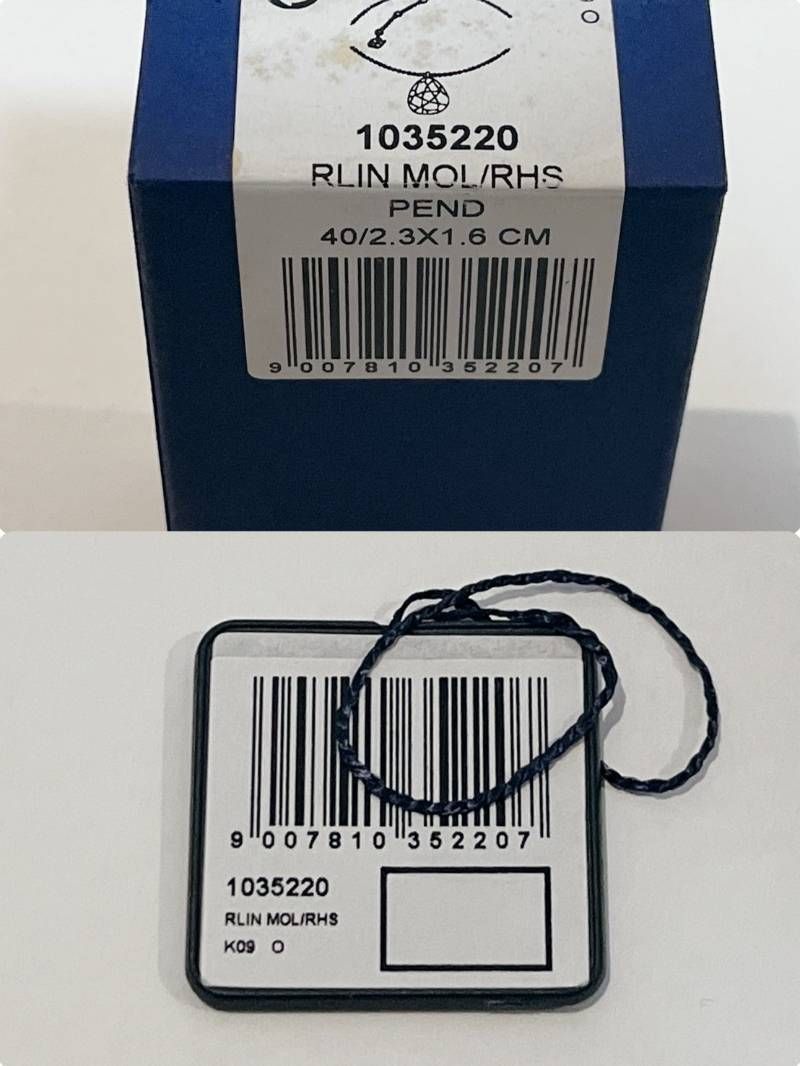 O
1035220
RLIN MOL/RHS
PEND
40/2.3X1.6 CM
9 007810 352207
9 007810 352207
1035220
RLIN MOL/RHS
K09 O